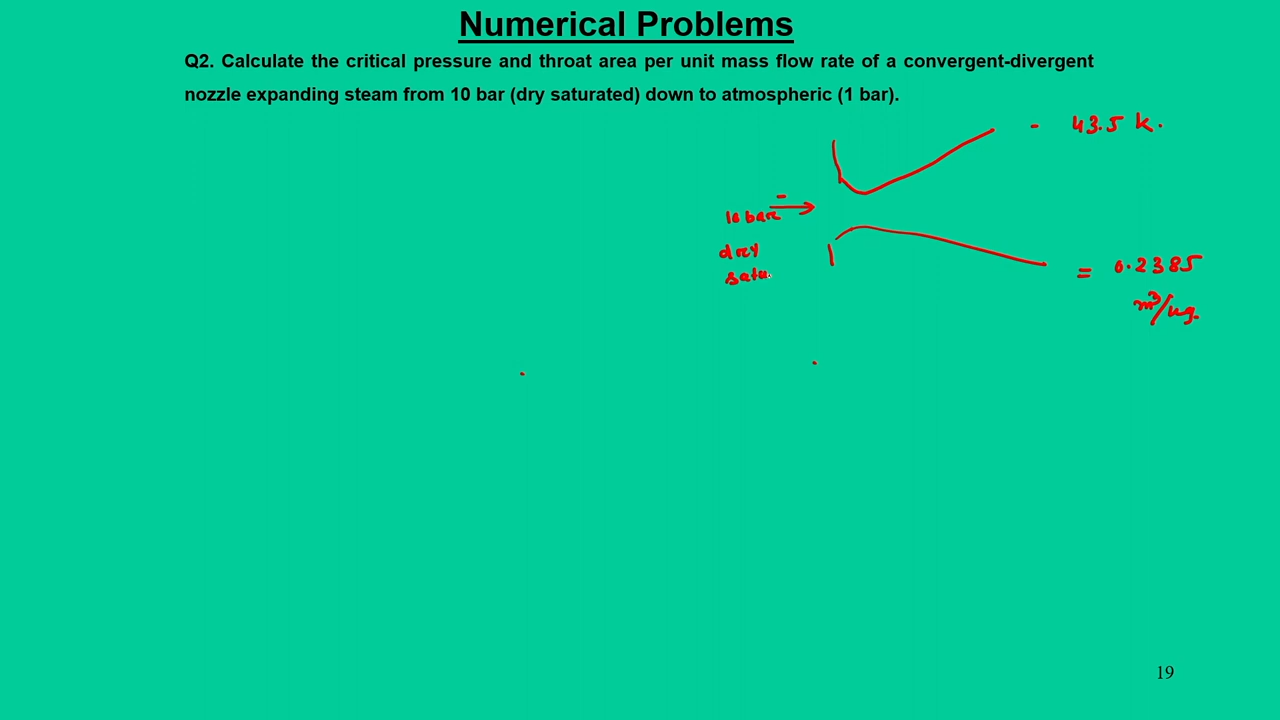 Numerical Problems
Q2. Calculate the critical pressure and throat area per unit mass flow rate of a convergent-divergent
nozzle expanding steam from 10 bar (dry saturated) down to atmospheric (1 bar).
- 43.5 k.
10 bar
dry
satu
= 0.2385
m³/kg.
19